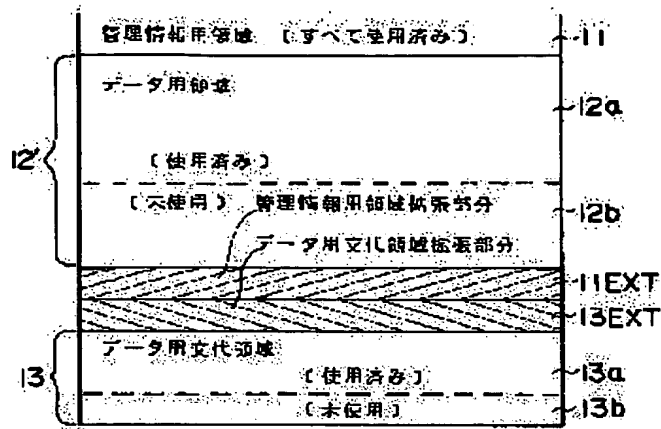 管理情報用領域 〔すべて使用済み〕 11
データ用領域 12a
12'
〔使用済み〕
〔未使用〕 管理情報用領域拡張部分 12b
データ用交代領域拡張部分
11EXT
13EXT
データ用交代領域
13 〔使用済み〕 13a
〔未使用〕 13b